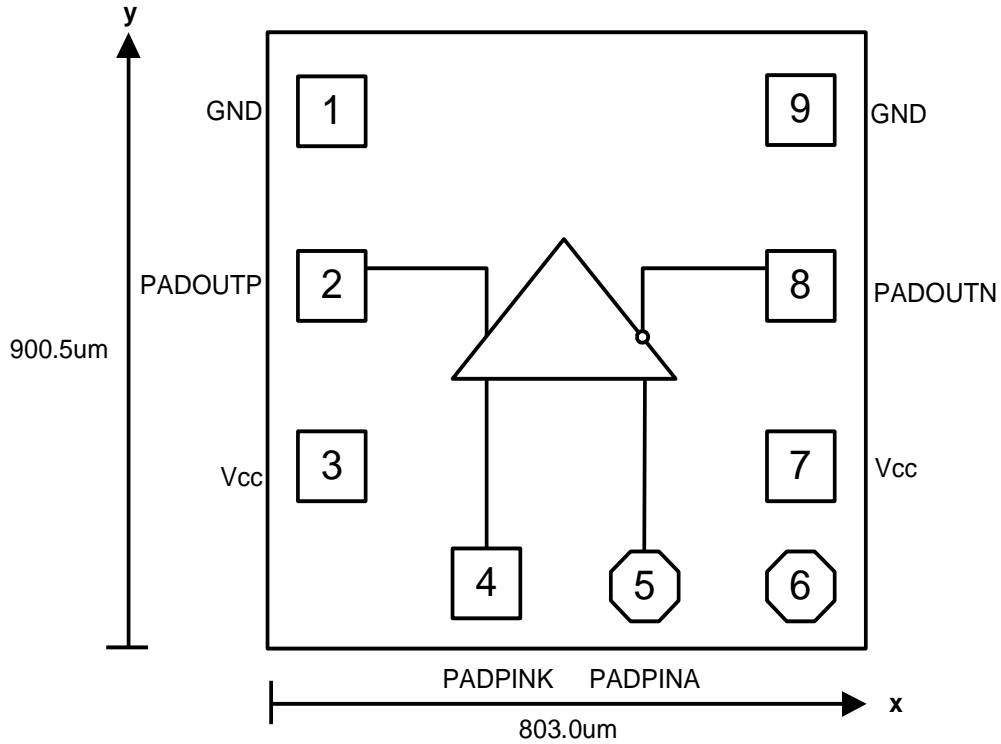 y
GND
1
9
GND
PADOUTP
2
8
PADOUTN
900.5um
Vcc
3
7
Vcc
4
5
6
PADPINK PADPINA
x
803.0um